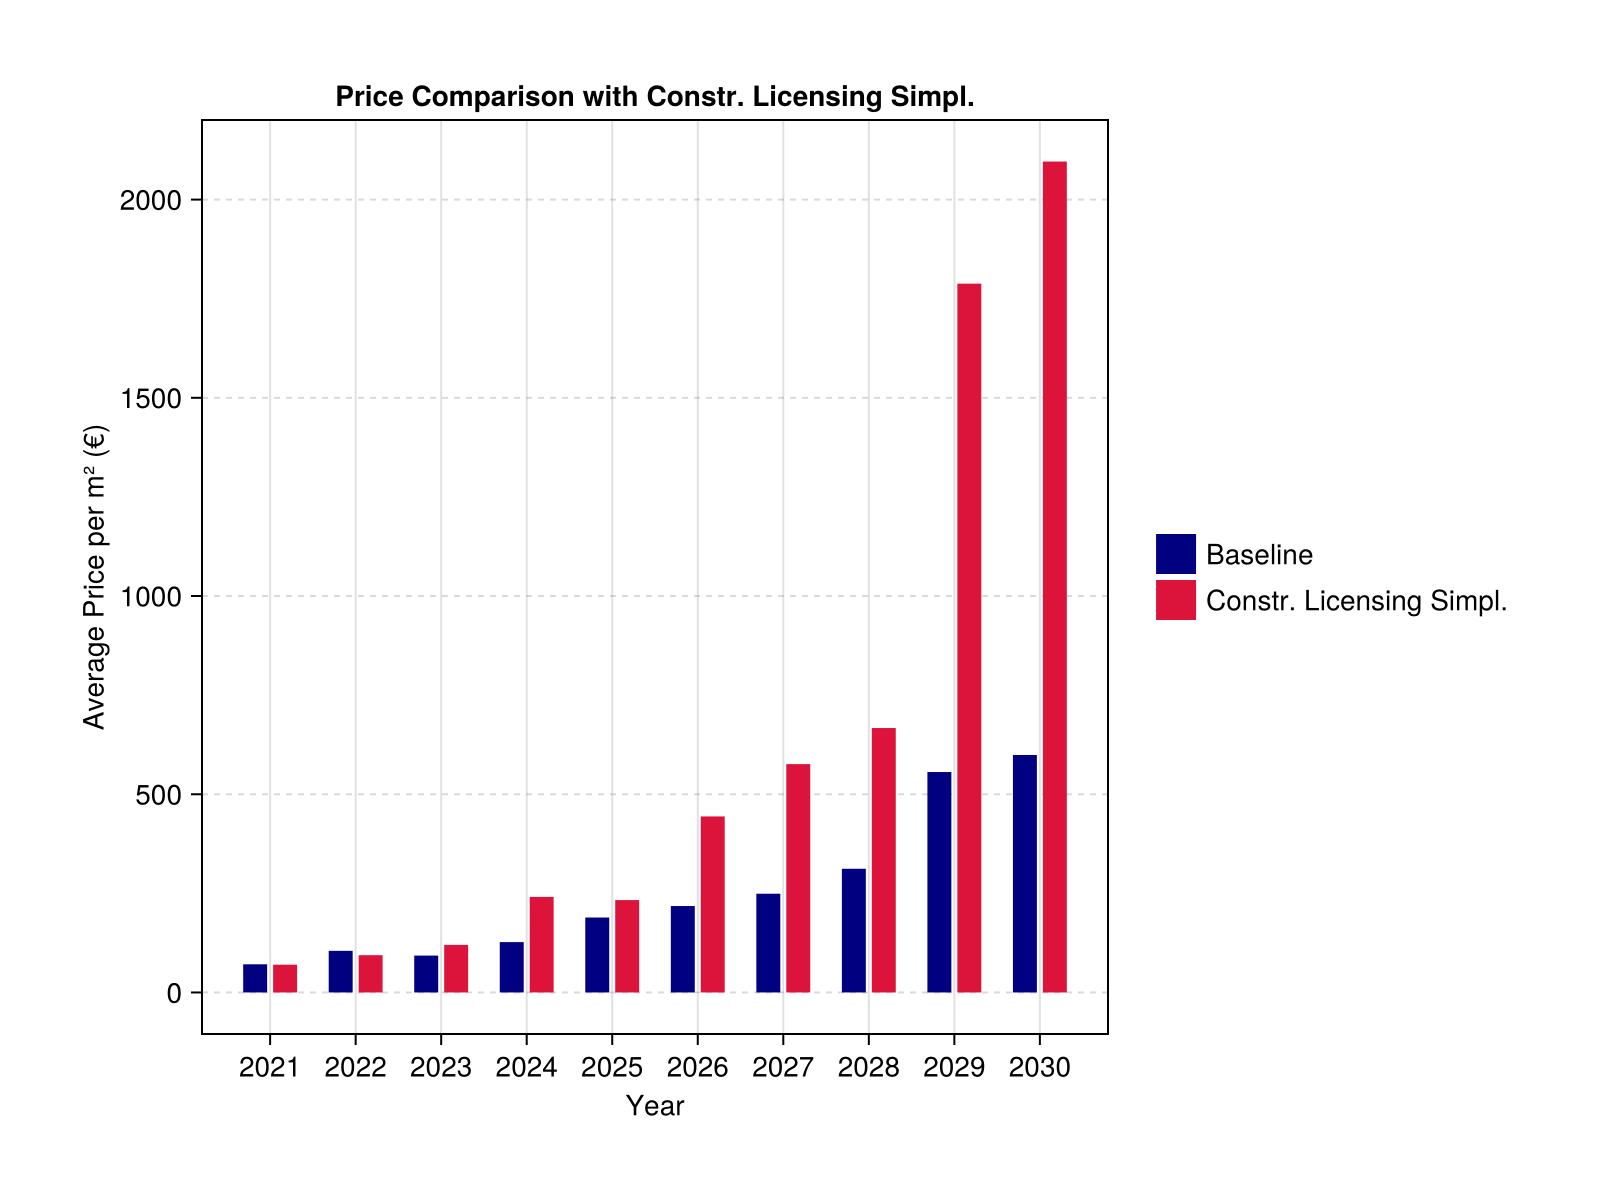 Price Comparison with Constr. Licensing Simpl.
Average Price per m² (€)
2000
1500
1000
500
0
2021 2022 2023 2024 2025 2026 2027 2028 2029 2030
Year
Baseline
Constr. Licensing Simpl.